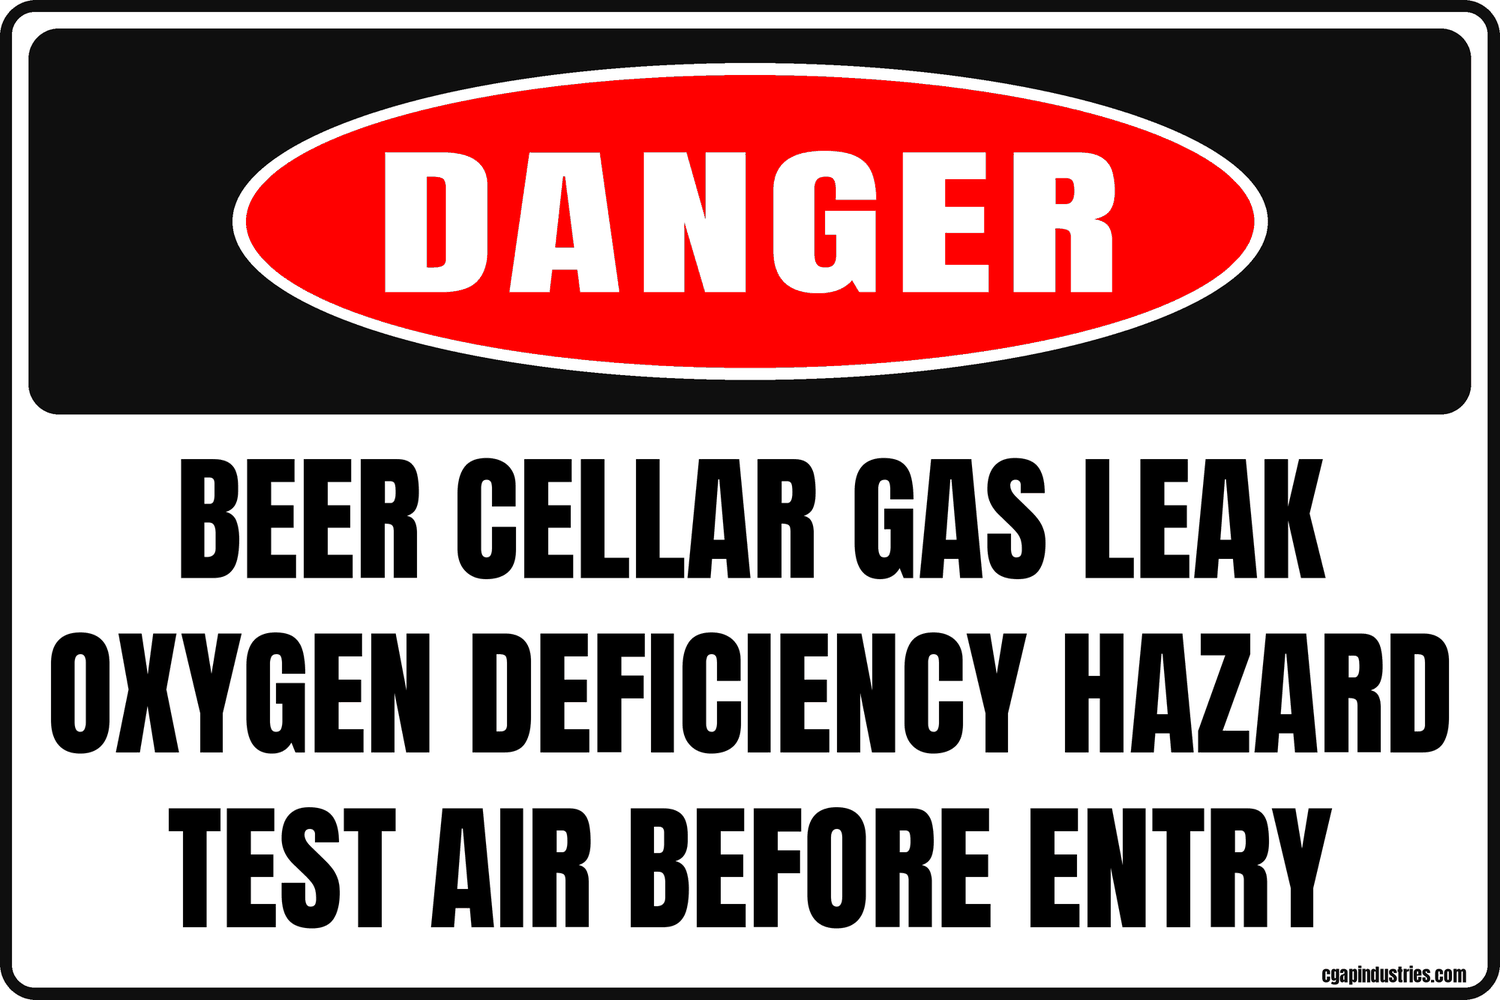 DANGER
BEER CELLAR GAS LEAK
OXYGEN DEFICIENCY HAZARD
TEST AIR BEFORE ENTRY
cgapindustries.com